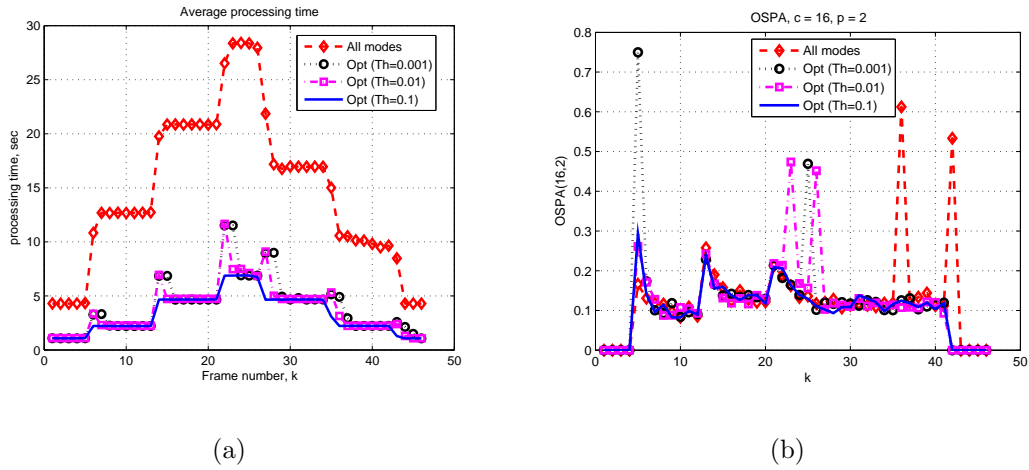 Average processing time
30
25
20
15
10
5
0
0 10 20 30 40 50
processing time, sec
Frame number, k
All modes
Opt (Th=0.001)
Opt (Th=0.01)
Opt (Th=0.1)
(a)
OSPA, c = 16, p = 2
0.8
0.7
0.6
0.5
0.4
0.3
0.2
0.1
0
0 10 20 30 40 50
OSPA(16,2)
k
All modes
Opt (Th=0.001)
Opt (Th=0.01)
Opt (Th=0.1)
(b)